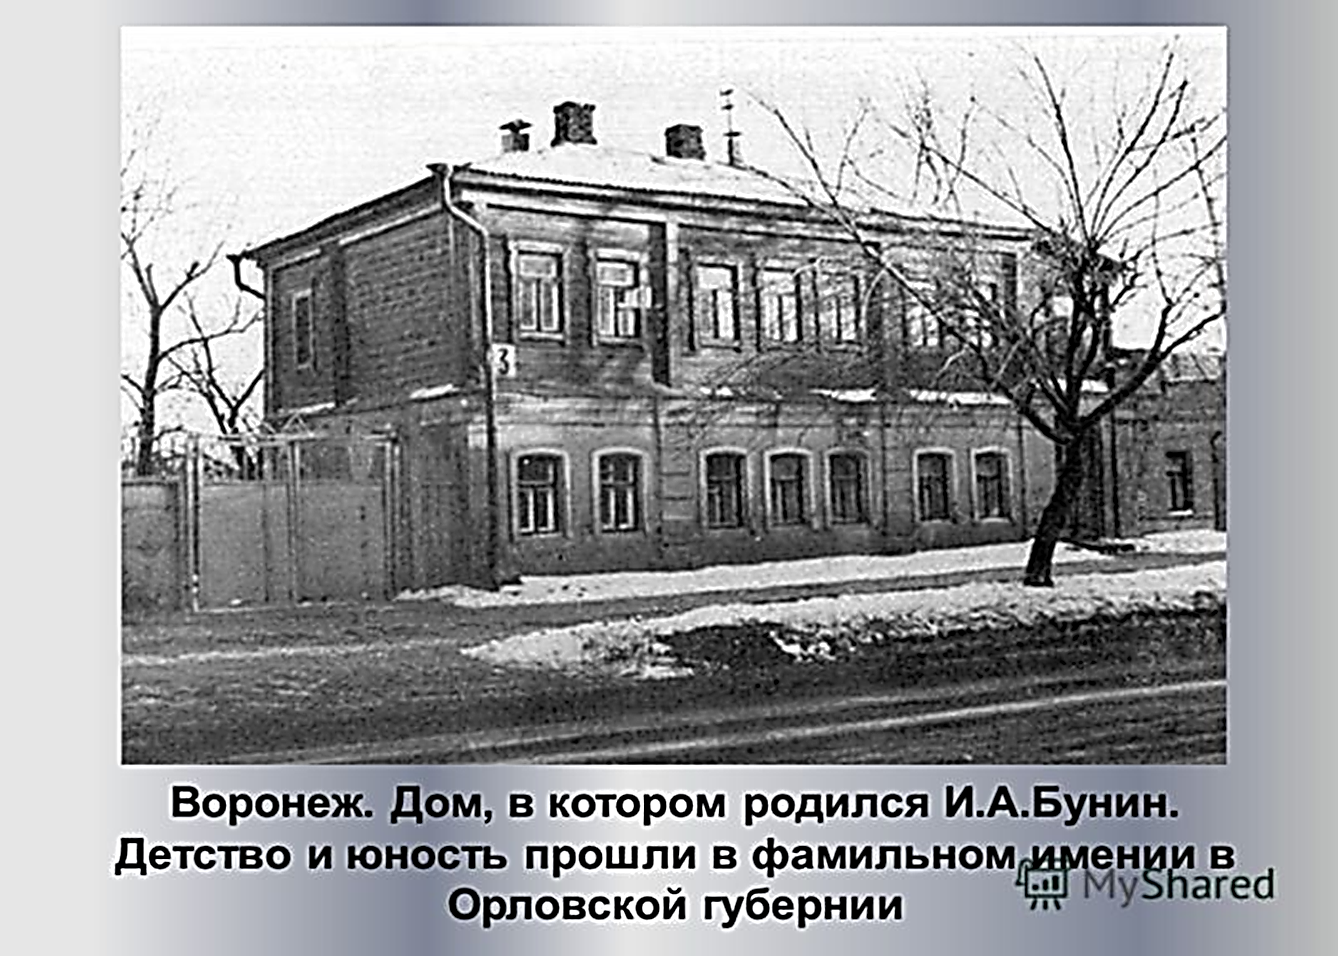 3
Воронеж. Дом, в котором родился И.А.Бунин.
Детство и юность прошли в фамильном имении в
Орловской губернии
MyShared